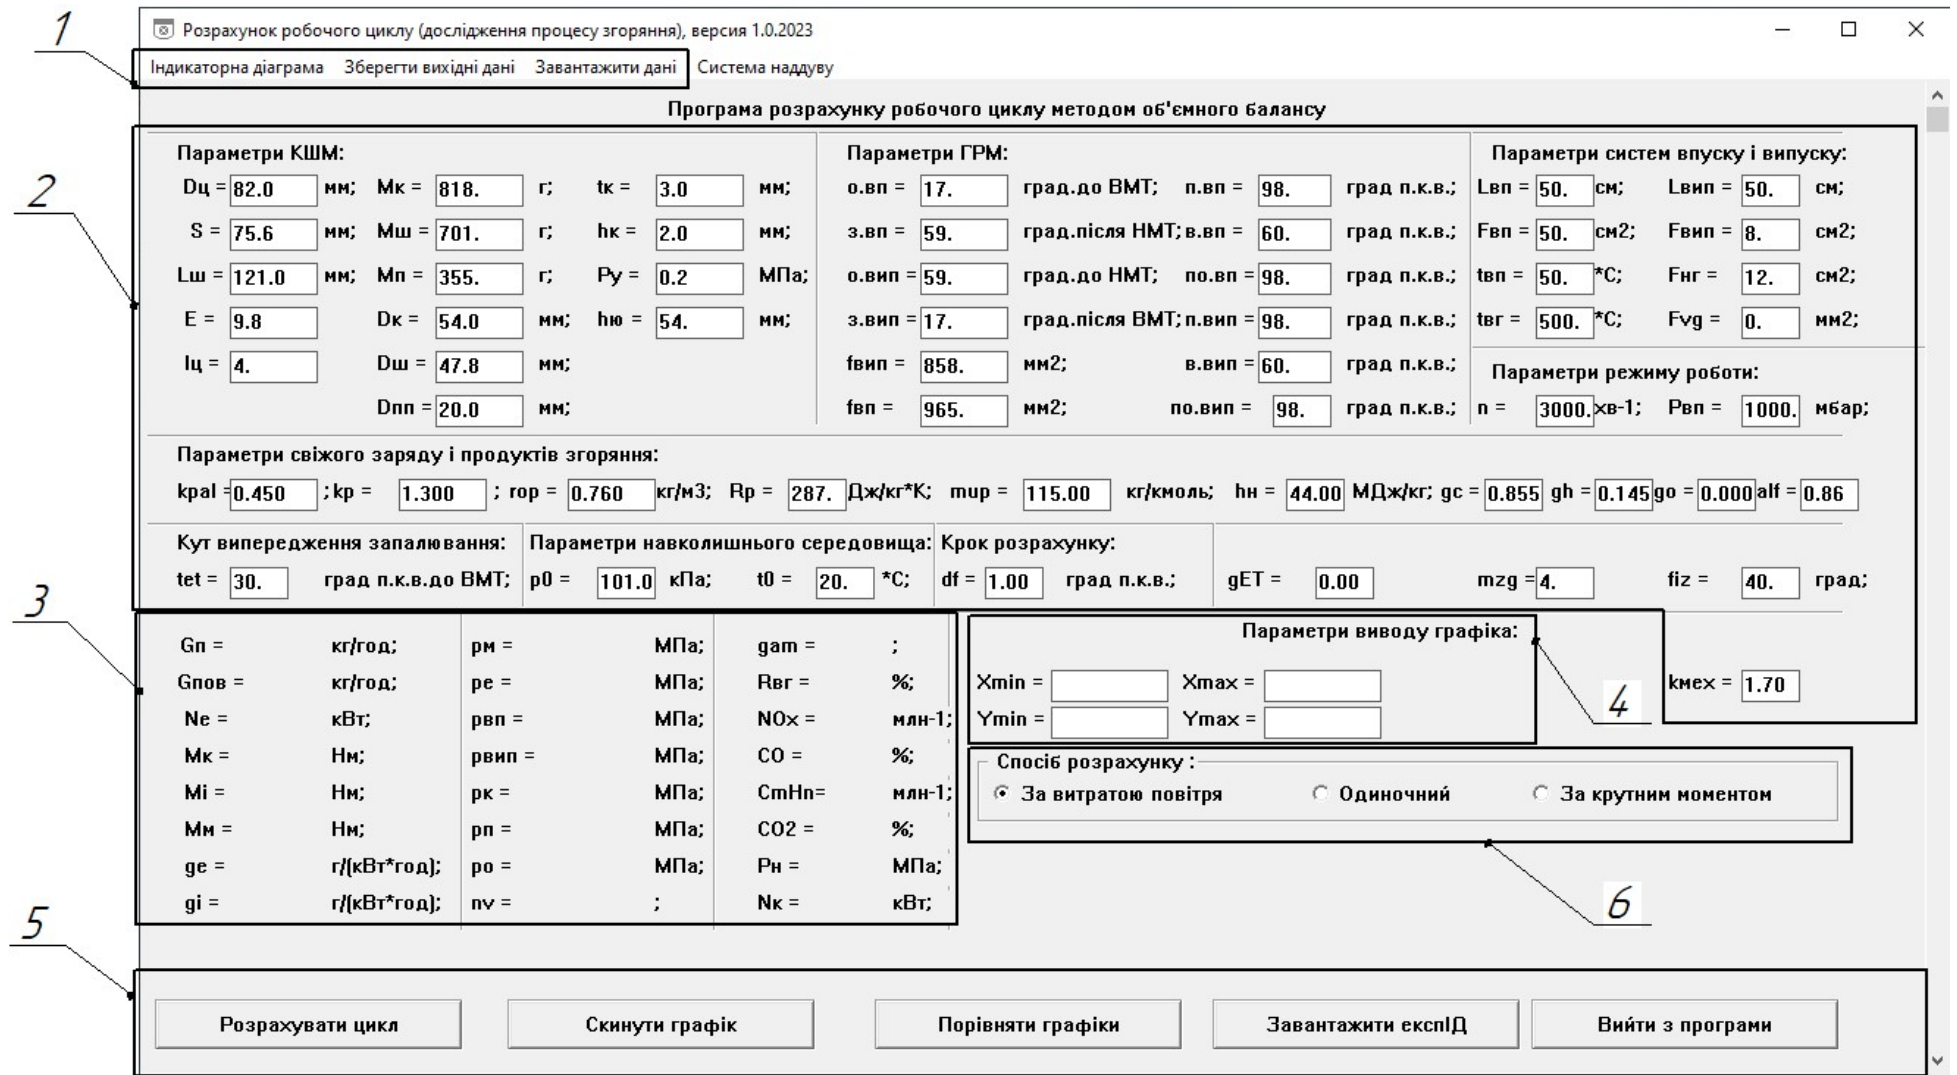 1
Розрахунок робочого циклу (дослідження процесу згоряння), версия 1.0.2023
Індикаторна діаграма Зберегти вихідні дані Завантажити дані Система наддуву
Програма розрахунку робочого циклу методом об'ємного балансу
2
Параметри КШМ: Параметри ГРМ: Параметри систем впуску і випуску:
Dц = 82.0 мм; Мк = 818. г; tк = 3.0 мм; о.вп = 17. град.до ВМТ; п.вп = 98. град п.к.в.; Lвп = 50. см; Lвип = 50. см;
S = 75.6 мм; Мш = 701. г; hк = 2.0 мм; з.вп = 59. град.після НМТ; в.вп = 60. град п.к.в.; Fвп = 50. см2; Fвип = 8. см2;
Lш = 121.0 мм; Мп = 355. г; Ру = 0.2 МПа; о.вип = 59. град.до НМТ; по.вп = 98. град п.к.в.; tвп = 50. *С; Fнг = 12. см2;
E = 9.8 Dк = 54.0 мм; hю = 54. мм; з.вип = 17. град.після ВМТ; п.вип = 98. град п.к.в.; tвг = 500. *С; Fvg = 0. мм2;
Iц = 4. Dш = 47.8 мм; fвип = 858. мм2; в.вип = 60. град п.к.в.; Параметри режиму роботи:
Dпп = 20.0 мм; fвп = 965. мм2; по.вип = 98. град п.к.в.; n = 3000. хв-1; Рвп = 1000. мбар;
Параметри свіжого заряду і продуктів згоряння:
kpal = 0.450 ; kp = 1.300 ; rop = 0.760 кг/м3; Rp = 287. Дж/кг*К; mup = 115.00 кг/кмоль; hн = 44.00 МДж/кг; gc = 0.855 gh = 0.145 go = 0.000 alf = 0.86
Кут випередження запалювання: Параметри навколишнього середовища: Крок розрахунку:
tet = 30. град п.к.в.до ВМТ; p0 = 101.0 кПа; t0 = 20. *С; df = 1.00 град п.к.в.; gET = 0.00 mzg = 4. fiz = 40. град;
3
Gп = кг/год; рм = МПа; gam = ; Параметри виводу графіка:
Gпов = кг/год; ре = МПа; Rвг = %; Xmin = Xmax = kмех = 1.70
4
Ne = кВт; рвп = МПа; NOx = млн-1; Ymin = Ymax =
Мк = Нм; рвип = МПа; CO = %; Спосіб розрахунку :
Мі = Нм; рк = МПа; CmHn= млн-1; За витратою повітря Одиночний За крутним моментом
Мм = Нм; рп = МПа; CO2 = %;
ge = г/(кВт*год); ро = МПа; Рн = МПа;
gi = г/(кВт*год); nv = ; Nк = кВт;
6
5
Розрахувати цикл Скинути графік Порівняти графіки Завантажити експІД Вийти з програми